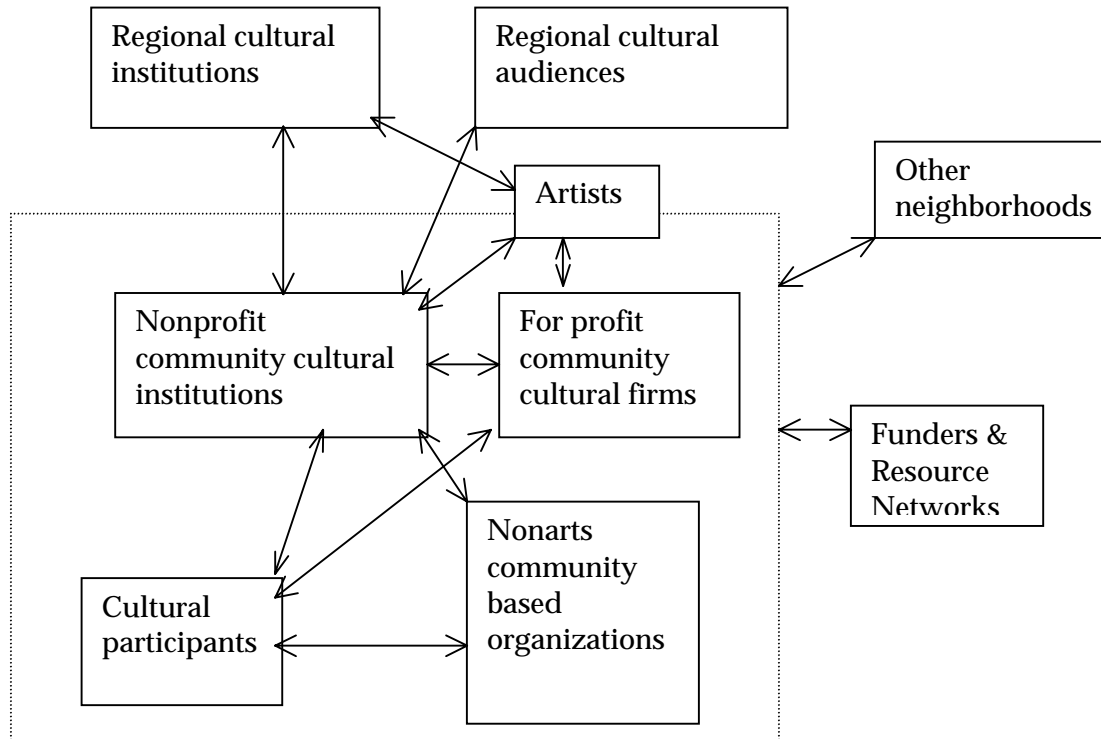 Regional cultural
institutions
Regional cultural
audiences
Artists
Other
neighborhoods
Nonprofit
community cultural
institutions
For profit
community
cultural firms
Funders &
Resource
Networks
Nonarts
community
based
organizations
Cultural
participants